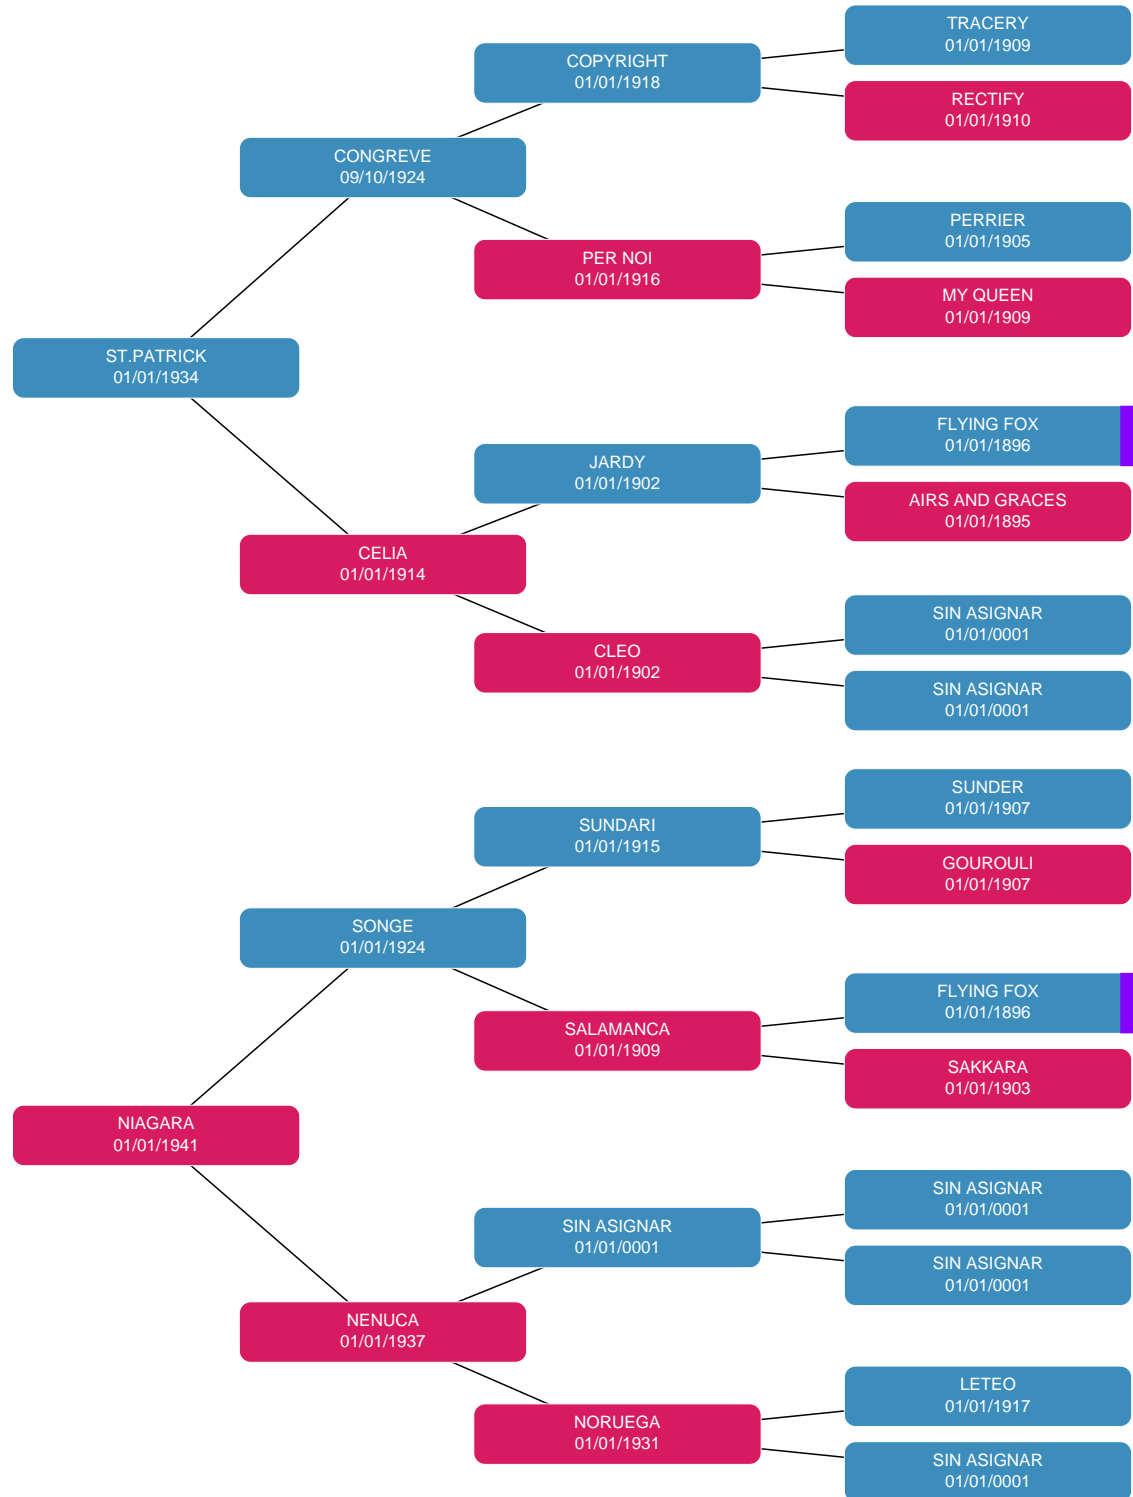 TRACERY
01/01/1909
COPYRIGHT
01/01/1918
RECTIFY
01/01/1910
CONGREVE
09/10/1924
PERRIER
01/01/1905
PER NOI
01/01/1916
MY QUEEN
01/01/1909
ST.PATRICK
01/01/1934
FLYING FOX
01/01/1896
JARDY
01/01/1902
AIRS AND GRACES
01/01/1895
CELIA
01/01/1914
SIN ASIGNAR
01/01/0001
CLEO
01/01/1902
SIN ASIGNAR
01/01/0001
SUNDER
01/01/1907
SUNDARI
01/01/1915
GOUROULI
01/01/1907
SONGE
01/01/1924
FLYING FOX
01/01/1896
SALAMANCA
01/01/1909
SAKKARA
01/01/1903
NIAGARA
01/01/1941
SIN ASIGNAR
01/01/0001
SIN ASIGNAR
01/01/0001
SIN ASIGNAR
01/01/0001
NENUCA
01/01/1937
LETEO
01/01/1917
NORUEGA
01/01/1931
SIN ASIGNAR
01/01/0001